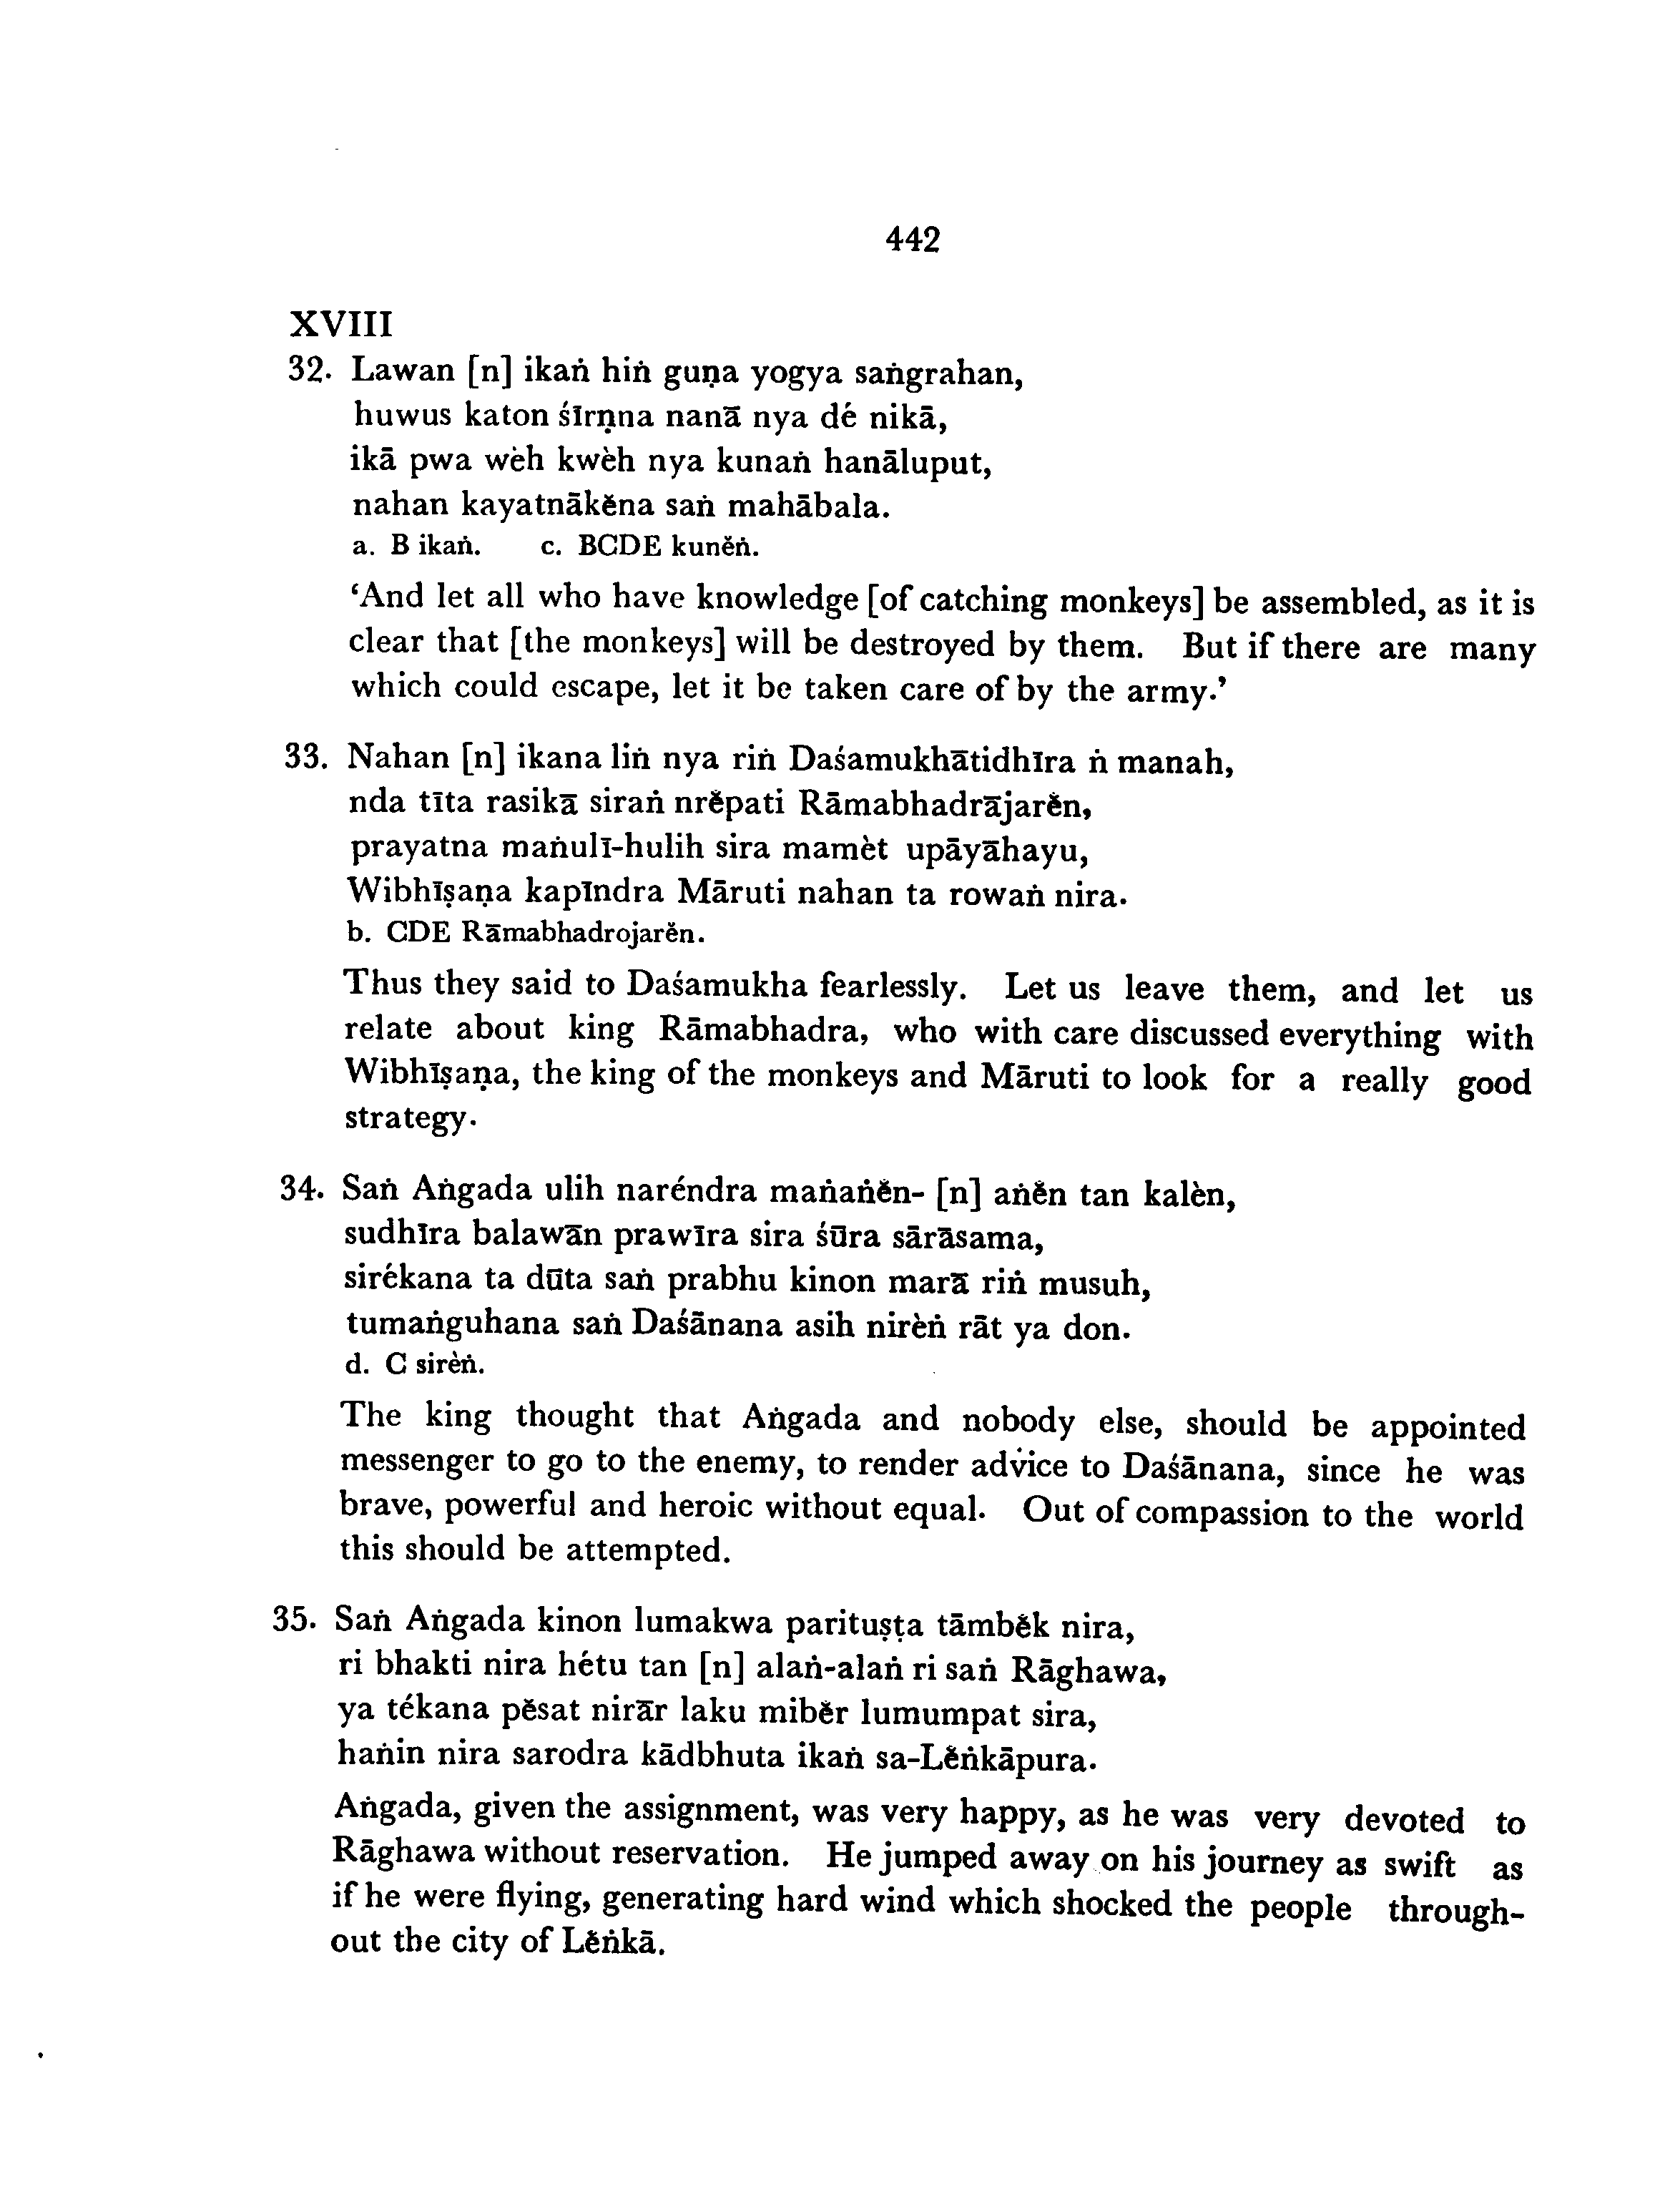 442
XVIII
32. Lawan [n] ikaṅ hiṅ guṇa yogya saṅgrahan,
huwus katon śīrṇna nanā nya dé nikā,
ikā pwa wèh kwèh nya kunaṅ hanāluput,
nahan kayatnākĕna saṅ mahābala.
a. B ikaṅ. c. BCDE kunĕṅ.
‘And let all who have knowledge [of catching monkeys] be assembled, as it is
clear that [the monkeys] will be destroyed by them. But if there are many
which could escape, let it be taken care of by the army.’
33. Nahan [n] ikana liṅ nya riṅ Daśamukhātidhīra ṅ manah,
nda tīta rasikā siraṅ nrĕpati Rāmabhadrājarĕn,
prayatna maṅulī-hulih sira mamèt upāyāhayu,
Wibhīṣaṇa kapīndra Māruti nahan ta rowaṅ nira.
b. CDE Rāmabhadrojarĕn.
Thus they said to Daśamukha fearlessly. Let us leave them, and let us
relate about king Rāmabhadra, who with care discussed everything with
Wibhīṣaṇa, the king of the monkeys and Māruti to look for a really good
strategy.
34. Saṅ Aṅgada ulih naréndra maṅaṅĕn- [n] aṅĕn tan kalèn,
sudhīra balawān prawīra sira śūra sārāsama,
sirékana ta dūta saṅ prabhu kinon marā riṅ musuh,
tumaṅguhana saṅ Daśānana asih nirèṅ rāt ya don.
d. C sirèṅ.
The king thought that Aṅgada and nobody else, should be appointed
messenger to go to the enemy, to render advice to Daśānana, since he was
brave, powerful and heroic without equal. Out of compassion to the world
this should be attempted.
35. Saṅ Aṅgada kinon lumakwa parituṣṭa tāmbĕk nira,
ri bhakti nira hétu tan [n] alaṅ-alaṅ ri saṅ Rāghawa,
ya tékana pĕsat nirār laku mibĕr lumumpat sira,
haṅin nira sarodra kādbhuta ikaṅ sa-Lĕṅkāpura.
Aṅgada, given the assignment, was very happy, as he was very devoted to
Rāghawa without reservation. He jumped away on his journey as swift as
if he were flying, generating hard wind which shocked the people through-
out the city of Lĕṅkā.